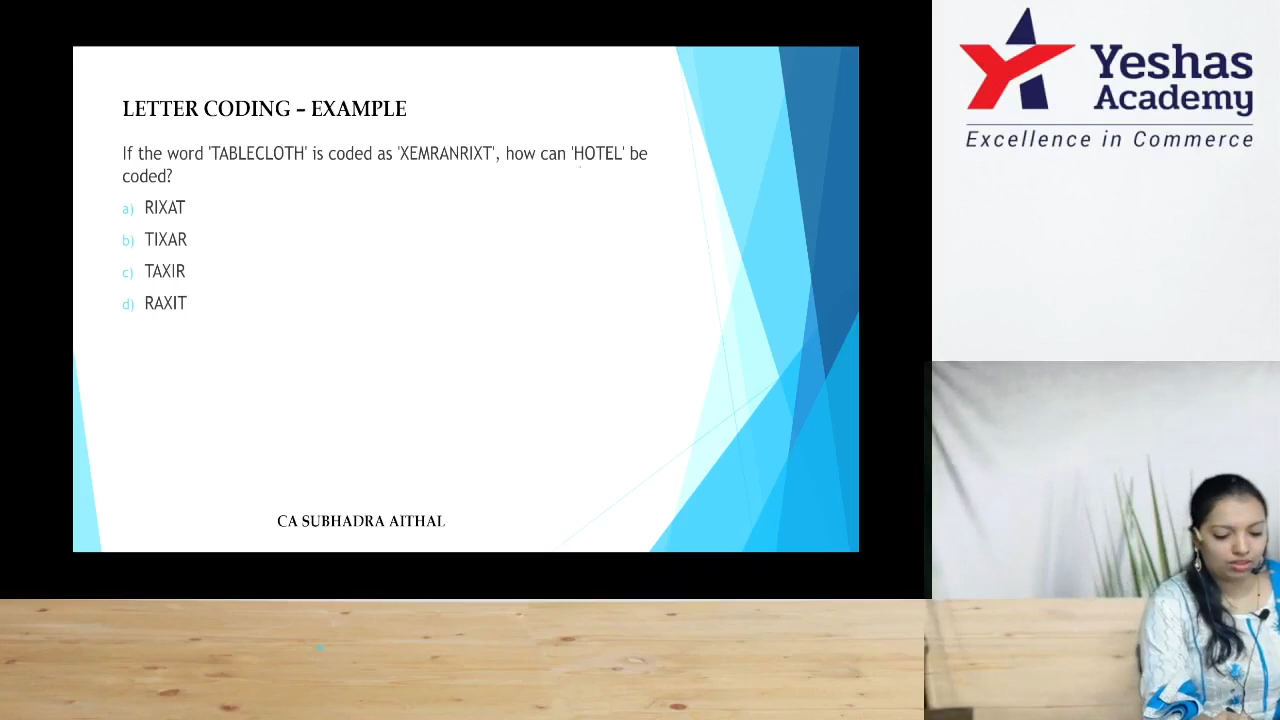 LETTER CODING – EXAMPLE
If the word 'TABLECLOTH' is coded as 'XEMRANRIXT', how can 'HOTEL' be
coded?
a) RIXAT
b) TIXAR
c) TAXIR
d) RAXIT
CA SUBHADRA AITHAL
Yeshas
Academy
Excellence in Commerce